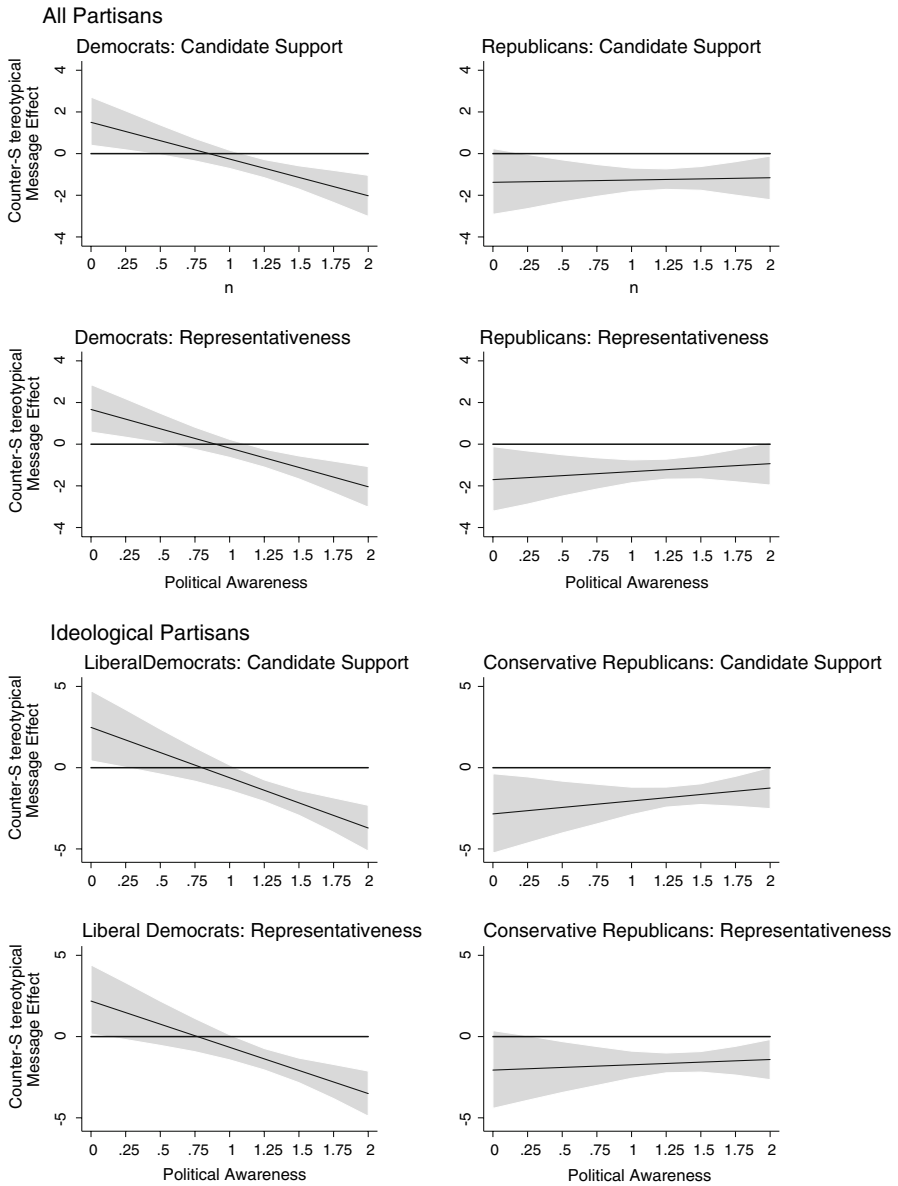 All Partisans
Democrats: Candidate Support
Counter-S tereotypical
Message Effect
4
2
0
-2
-4
0 .25 .5 .75 1 1.25 1.5 1.75 2
n
Republicans: Candidate Support
4
2
0
-2
-4
0 .25 .5 .75 1 1.25 1.5 1.75 2
n
Democrats: Representativeness
Counter-S tereotypical
Message Effect
4
2
0
-2
-4
0 .25 .5 .75 1 1.25 1.5 1.75 2
Political Awareness
Republicans: Representativeness
4
2
0
-2
-4
0 .25 .5 .75 1 1.25 1.5 1.75 2
Political Awareness
Ideological Partisans
LiberalDemocrats: Candidate Support
Counter-S tereotypical
Message Effect
5
0
-5
0 .25 .5 .75 1 1.25 1.5 1.75 2
Conservative Republicans: Candidate Support
5
0
-5
0 .25 .5 .75 1 1.25 1.5 1.75 2
Liberal Democrats: Representativeness
Counter-S tereotypical
Message Effect
5
0
-5
0 .25 .5 .75 1 1.25 1.5 1.75 2
Political Awareness
Conservative Republicans: Representativeness
5
0
-5
0 .25 .5 .75 1 1.25 1.5 1.75 2
Political Awareness